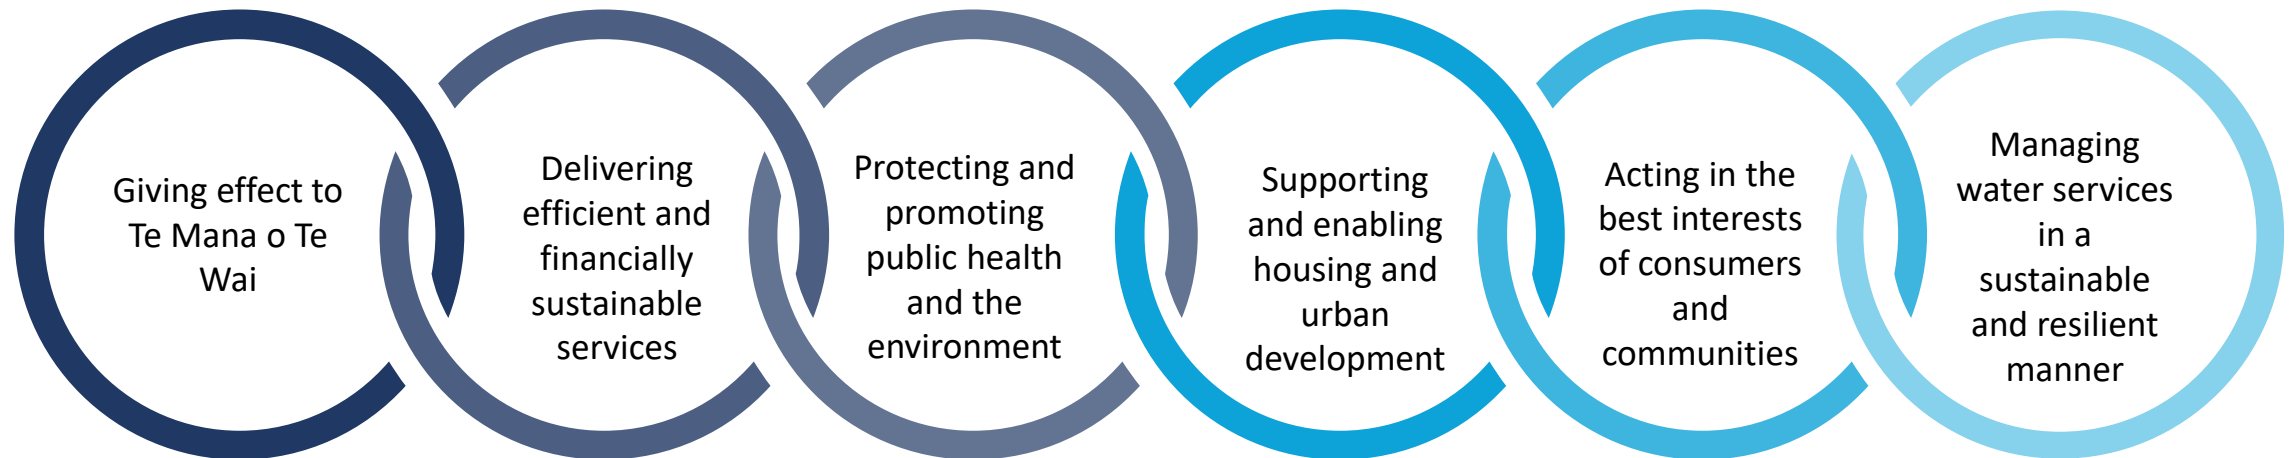 Giving effect to
Te Mana o Te
Wai
Delivering
efficient and
financially
sustainable
services
Protecting and
promoting
public health
and the
environment
Supporting
and enabling
housing and
urban
development
Acting in the
best interests
of consumers
and
communities
Managing
water services
in a
sustainable
and resilient
manner